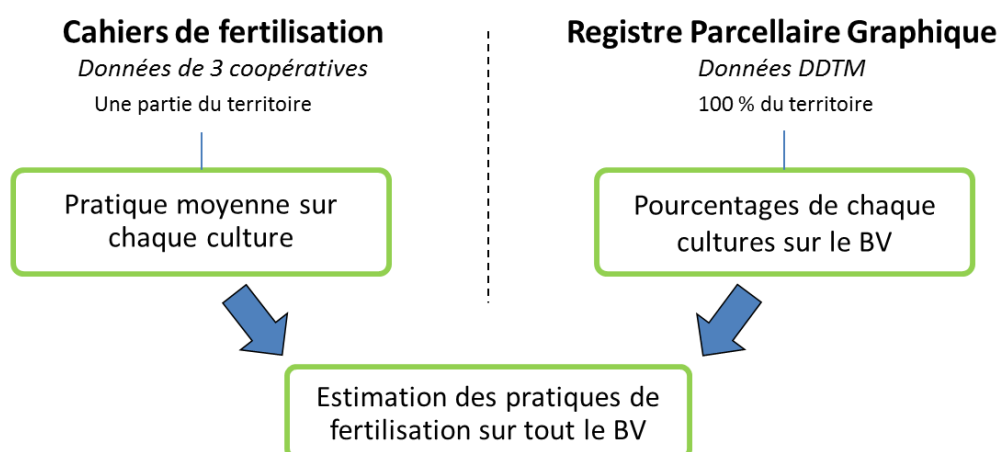 Cahiers de fertilisation
Données de 3 coopératives
Une partie du territoire
Pratique moyenne sur
chaque culture
Registre Parcellaire Graphique
Données DDTM
100 % du territoire
Pourcentages de chaque
cultures sur le BV
Estimation des pratiques de
fertilisation sur tout le BV